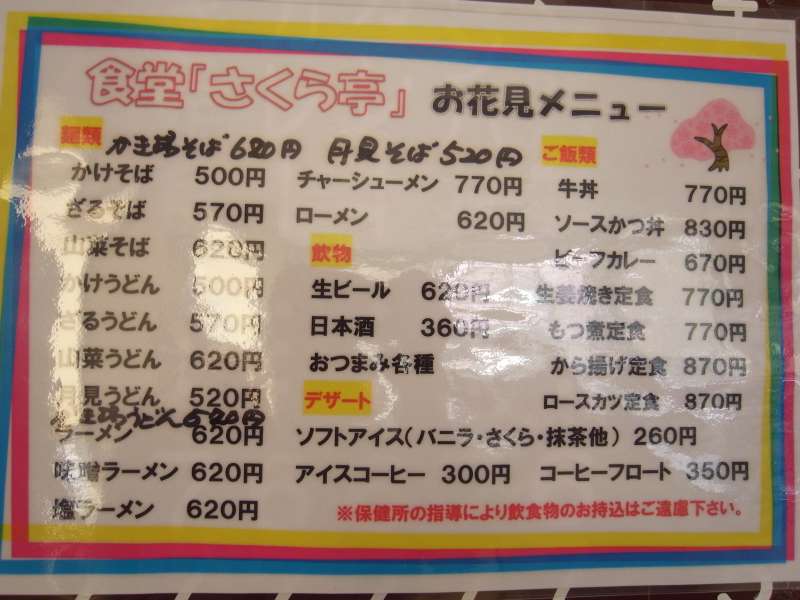 食堂「さくら亭」 お花見メニュー
麺類
かき揚そば620円 月見そば520円
かけそば 500円
ざるそば 570円
山菜そば 620円
かけうどん 500円
ざるうどん 570円
山菜うどん 620円
月見うどん 520円
うどん
ラーメン 620円
味噌ラーメン 620円
塩ラーメン 620円
チャーシューメン 770円
ローメン 620円
飲物
生ビール 620円
日本酒 360円
おつまみ各種
デザート
ソフトアイス(バニラ・さくら・抹茶他) 260円
アイスコーヒー 300円 コーヒーフロート 350円
ご飯類
牛丼 770円
ソースかつ丼 830円
ビーフカレー 670円
生姜焼き定食 770円
もつ煮定食 770円
から揚げ定食 870円
ロースカツ定食 870円
※保健所の指導により飲食物のお持込はご遠慮下さい。